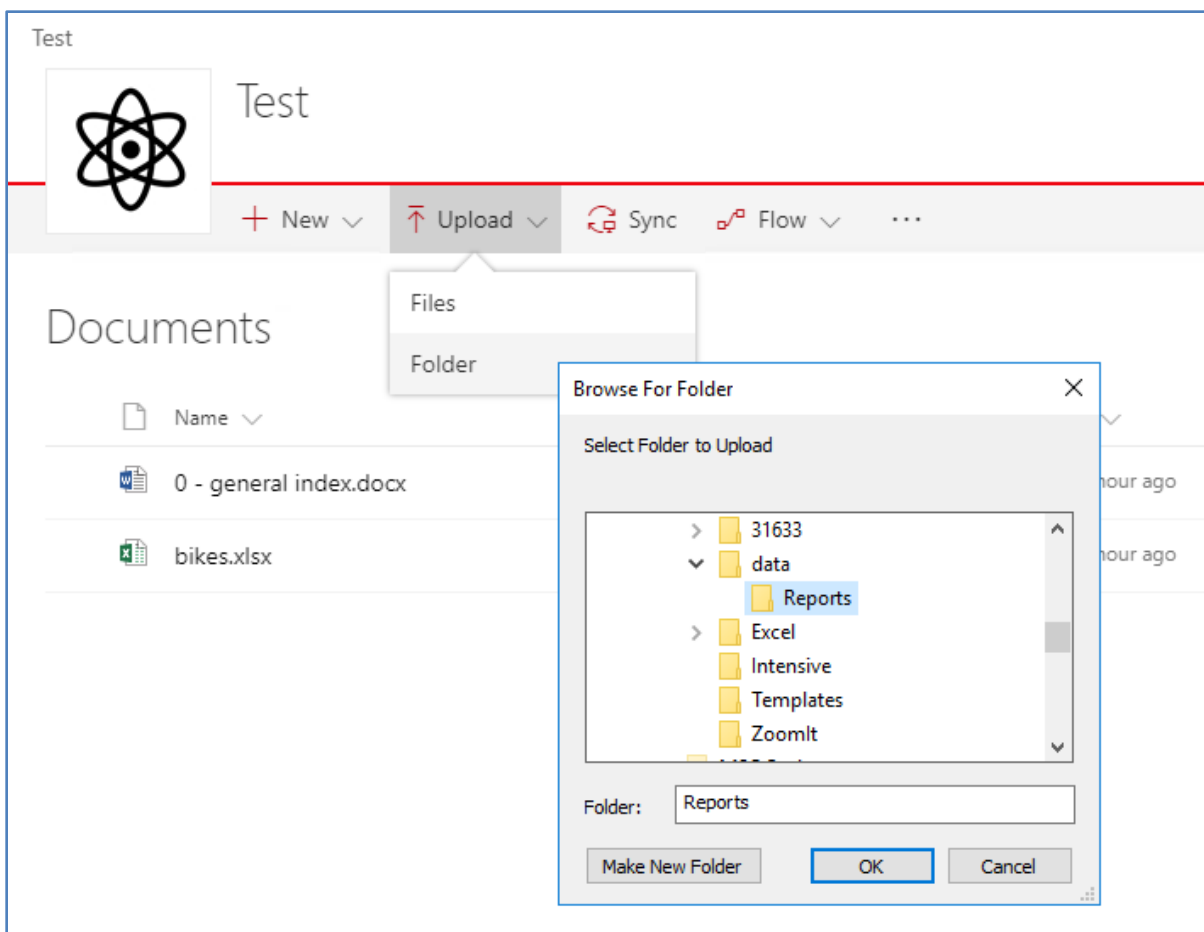 Test
Test
New Upload Sync Flow ...
Files
Documents
Folder
Name
0 - general index.docx
hour ago
bikes.xlsx
hour ago
Browse For Folder
Select Folder to Upload
31633
data
Reports
Excel
Intensive
Templates
ZoomIt
Folder: Reports
Make New Folder OK Cancel